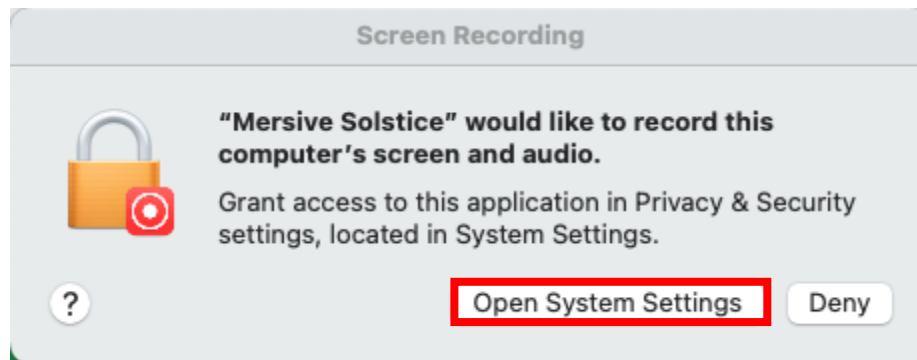 Screen Recording
“Mersive Solstice” would like to record this
computer’s screen and audio.
Grant access to this application in Privacy & Security
settings, located in System Settings.
?
Open System Settings
Deny